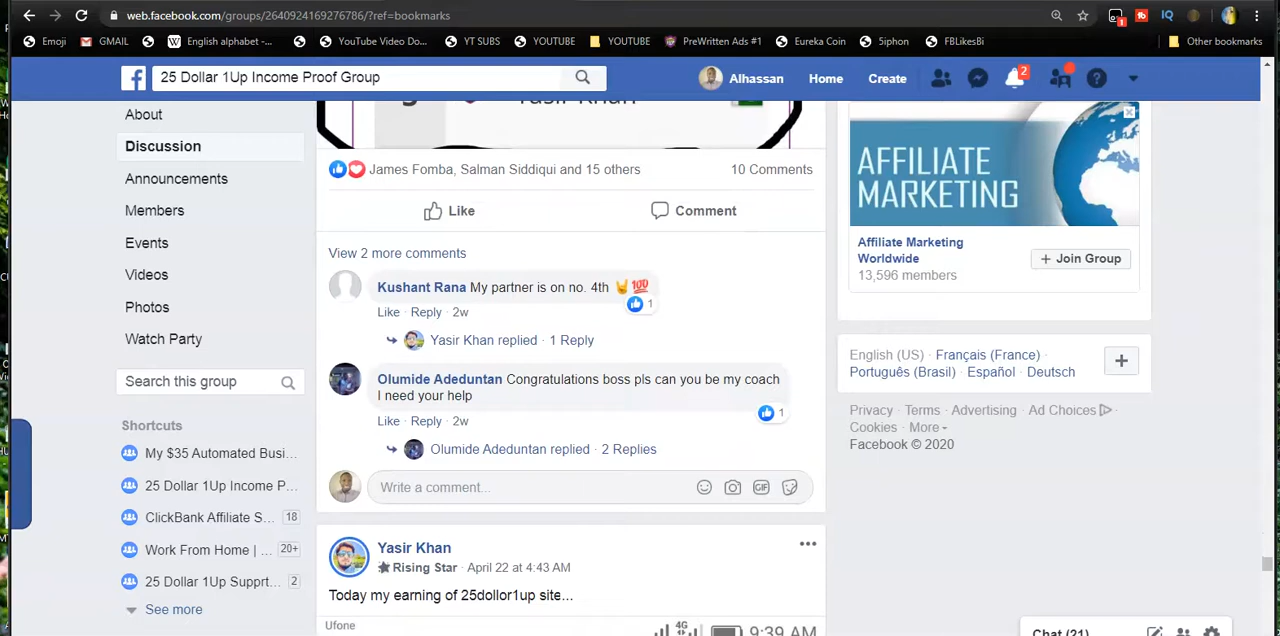 web.facebook.com/groups/2640924169276786/?ref=bookmarks
Emoji
GMAIL
English alphabet -...
YouTube Video Do...
YT SUBS
YOUTUBE
YOUTUBE
PreWritten Ads #1
Eureka Coin
5iphon
FBLikesBi
Other bookmarks
25 Dollar 1Up Income Proof Group
Alhassan
Home
Create
2
About
Discussion
Announcements
Members
Events
Videos
Photos
Watch Party
Search this group
Shortcuts
My $35 Automated Busi...
25 Dollar 1Up Income P...
ClickBank Affiliate S... 18
Work From Home | ... 20+
25 Dollar 1Up Supprt... 2
See more
Yasir Khan
James Fomba, Salman Siddiqui and 15 others
10 Comments
Like
Comment
View 2 more comments
Kushant Rana My partner is on no. 4th 🤘💯
1
Like · Reply · 2w
Yasir Khan replied · 1 Reply
Olumide Adeduntan Congratulations boss pls can you be my coach
I need your help
1
Like · Reply · 2w
Olumide Adeduntan replied · 2 Replies
Write a comment...
GIF
Yasir Khan
Rising Star · April 22 at 4:43 AM
Today my earning of 25dollor1up site...
Ufone
4G
9:39 AM
AFFILIATE
MARKETING
Affiliate Marketing
Worldwide
13,596 members
+ Join Group
English (US) · Français (France) ·
Português (Brasil) · Español · Deutsch
Privacy · Terms · Advertising · Ad Choices ·
Cookies · More
Facebook © 2020
Chat (21)